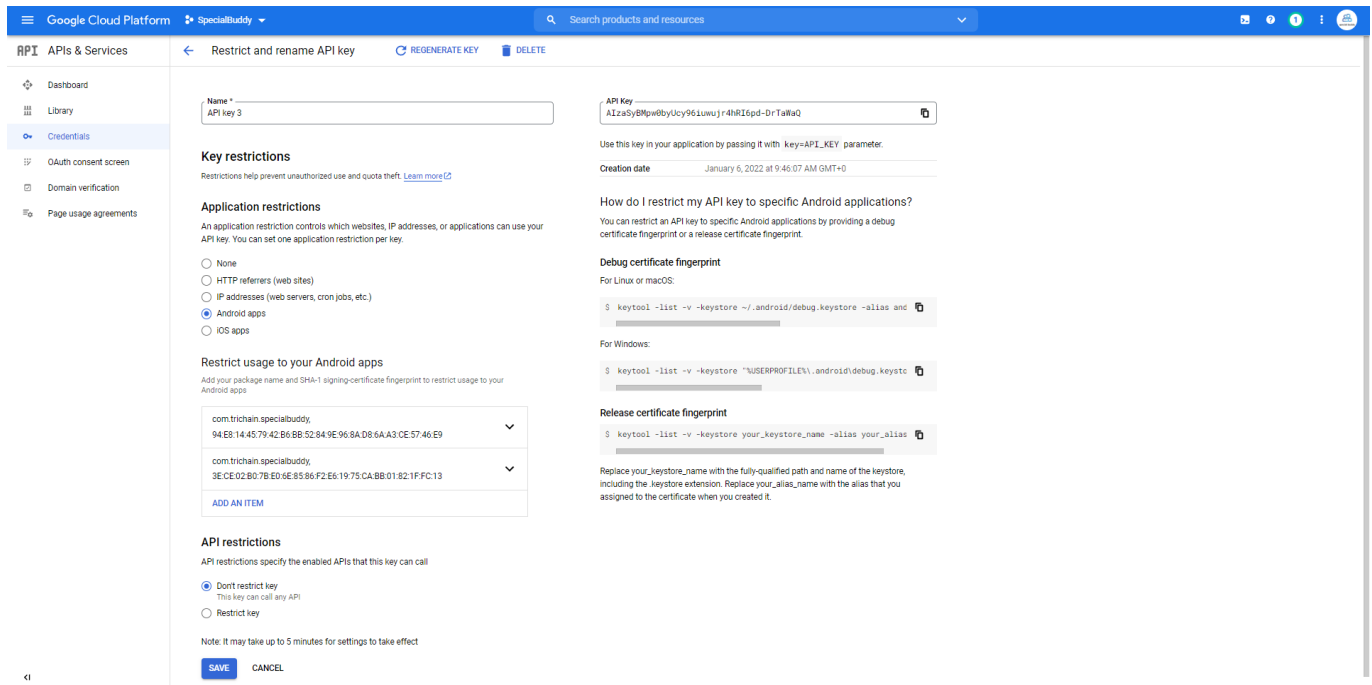 Google Cloud Platform
SpecialBuddy
Search products and resources
1
API APIs & Services
Restrict and rename API key
REGENERATE KEY
DELETE
Dashboard
Library
Credentials
OAuth consent screen
Domain verification
Page usage agreements
Name *
API key 3
Key restrictions
Restrictions help prevent unauthorized use and quota theft. Learn more
Application restrictions
An application restriction controls which websites, IP addresses, or applications can use your
API key. You can set one application restriction per key.
None
HTTP referrers (web sites)
IP addresses (web servers, cron jobs, etc.)
Android apps
iOS apps
Restrict usage to your Android apps
Add your package name and SHA-1 signing-certificate fingerprint to restrict usage to your
Android apps
com.trichain.specialbuddy,
94:E8:14:45:79:42:B6:BB:52:84:9E:96:8A:D8:6A:A3:CE:57:46:E9
com.trichain.specialbuddy,
3E:CE:02:B0:7B:E0:6E:85:86:F2:E6:19:75:CA:BB:01:82:1F:FC:13
ADD AN ITEM
API restrictions
API restrictions specify the enabled APIs that this key can call
Don't restrict key
This key can call any API
Restrict key
Note: It may take up to 5 minutes for settings to take effect
SAVE
CANCEL
API Key
AIzaSyBMpw0byUcy96iuwujr4hRI6pd-DrTaWaQ
Use this key in your application by passing it with key=API_KEY parameter.
Creation date January 6, 2022 at 9:46:07 AM GMT+0
How do I restrict my API key to specific Android applications?
You can restrict an API key to specific Android applications by providing a debug
certificate fingerprint or a release certificate fingerprint.
Debug certificate fingerprint
For Linux or macOS:
$ keytool -list -v -keystore ~/.android/debug.keystore -alias and
For Windows:
$ keytool -list -v -keystore "%USERPROFILE%\.android\debug.keystc
Release certificate fingerprint
$ keytool -list -v -keystore your_keystore_name -alias your_alias
Replace your_keystore_name with the fully-qualified path and name of the keystore,
including the .keystore extension. Replace your_alias_name with the alias that you
assigned to the certificate when you created it.